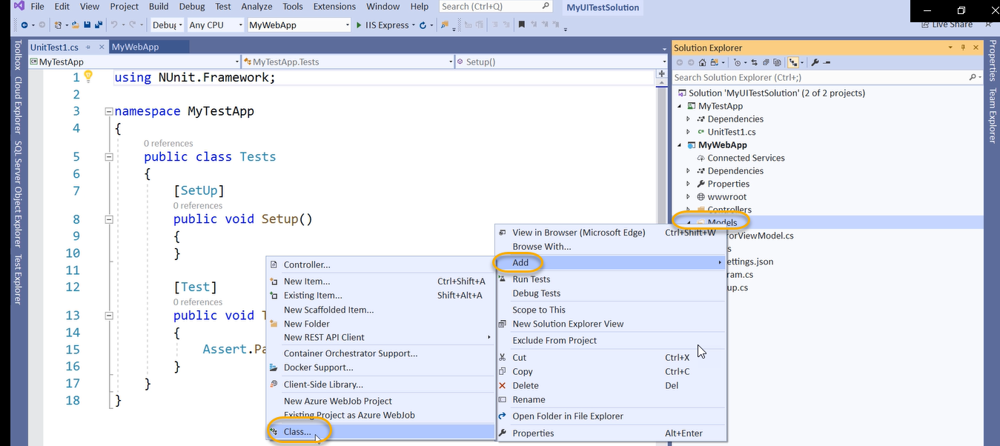 File Edit View Project Build Debug Test Analyze Tools Extensions Window Help Search (Ctrl+Q) MyUITestSolution
Debug Any CPU MyWebApp IIS Express Live Share
UnitTest1.cs MyWebApp
MyTestApp MyTestApp.Tests Setup()
1 using NUnit.Framework;
2
3 namespace MyTestApp
4 {
0 references
5 public class Tests
6 {
7 [SetUp]
0 references
8 public void Setup()
9 {
10 }
11
12 [Test]
0 references
13 public void T
14 {
15 Assert.Pa
16 }
17 }
18 }
Toolbox
Cloud Explorer
SQL Server Object Explorer
Test Explorer
Controller...
New Item... Ctrl+Shift+A
Existing Item... Shift+Alt+A
New Scaffolded Item...
New Folder
New REST API Client
Container Orchestrator Support...
Docker Support...
Client-Side Library...
New Azure WebJob Project
Existing Project as Azure WebJob
Class...
View in Browser (Microsoft Edge) Ctrl+Shift+W
Browse With...
Add
Run Tests
Debug Tests
Scope to This
New Solution Explorer View
Exclude From Project
Cut Ctrl+X
Copy Ctrl+C
Delete Del
Rename
Open Folder in File Explorer
Properties Alt+Enter
Solution Explorer
Search Solution Explorer (Ctrl+;)
Solution 'MyUITestSolution' (2 of 2 projects)
MyTestApp
Dependencies
UnitTest1.cs
MyWebApp
Connected Services
Dependencies
Properties
wwwroot
Controllers
Models
rorViewModel.cs
s
ettings.json
ram.cs
up.cs
Properties
Team Explorer